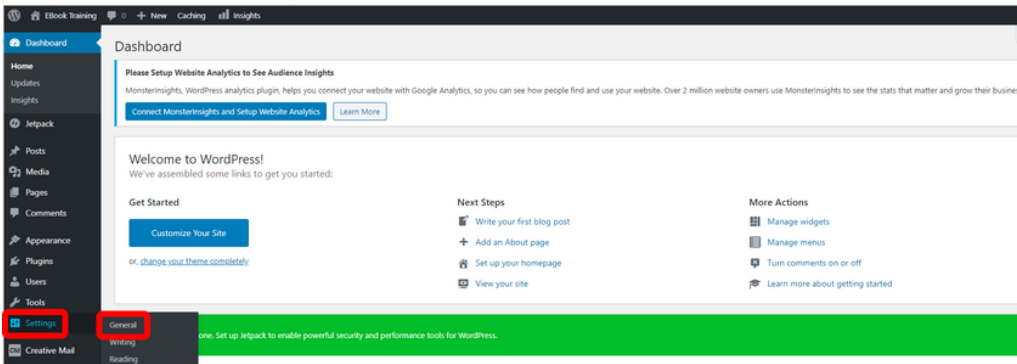 EBook Training 0 New Caching Insights
Dashboard
Home
Updates
Insights
Jetpack
Posts
Media
Pages
Comments
Appearance
Plugins
Users
Tools
Settings
Creative Mail
General
Writing
Reading
Dashboard
Please Setup Website Analytics to See Audience Insights
MonsterInsights, WordPress analytics plugin, helps you connect your website with Google Analytics, so you can see how people find and use your website. Over 2 million website owners use MonsterInsights to see the stats that matter and grow their busines
Connect MonsterInsights and Setup Website Analytics Learn More
Welcome to WordPress!
We've assembled some links to get you started:
Get Started
Customize Your Site
or, change your theme completely
Next Steps
Write your first blog post
Add an About page
Set up your homepage
View your site
More Actions
Manage widgets
Manage menus
Turn comments on or off
Learn more about getting started
one. Set up Jetpack to enable powerful security and performance tools for WordPress.